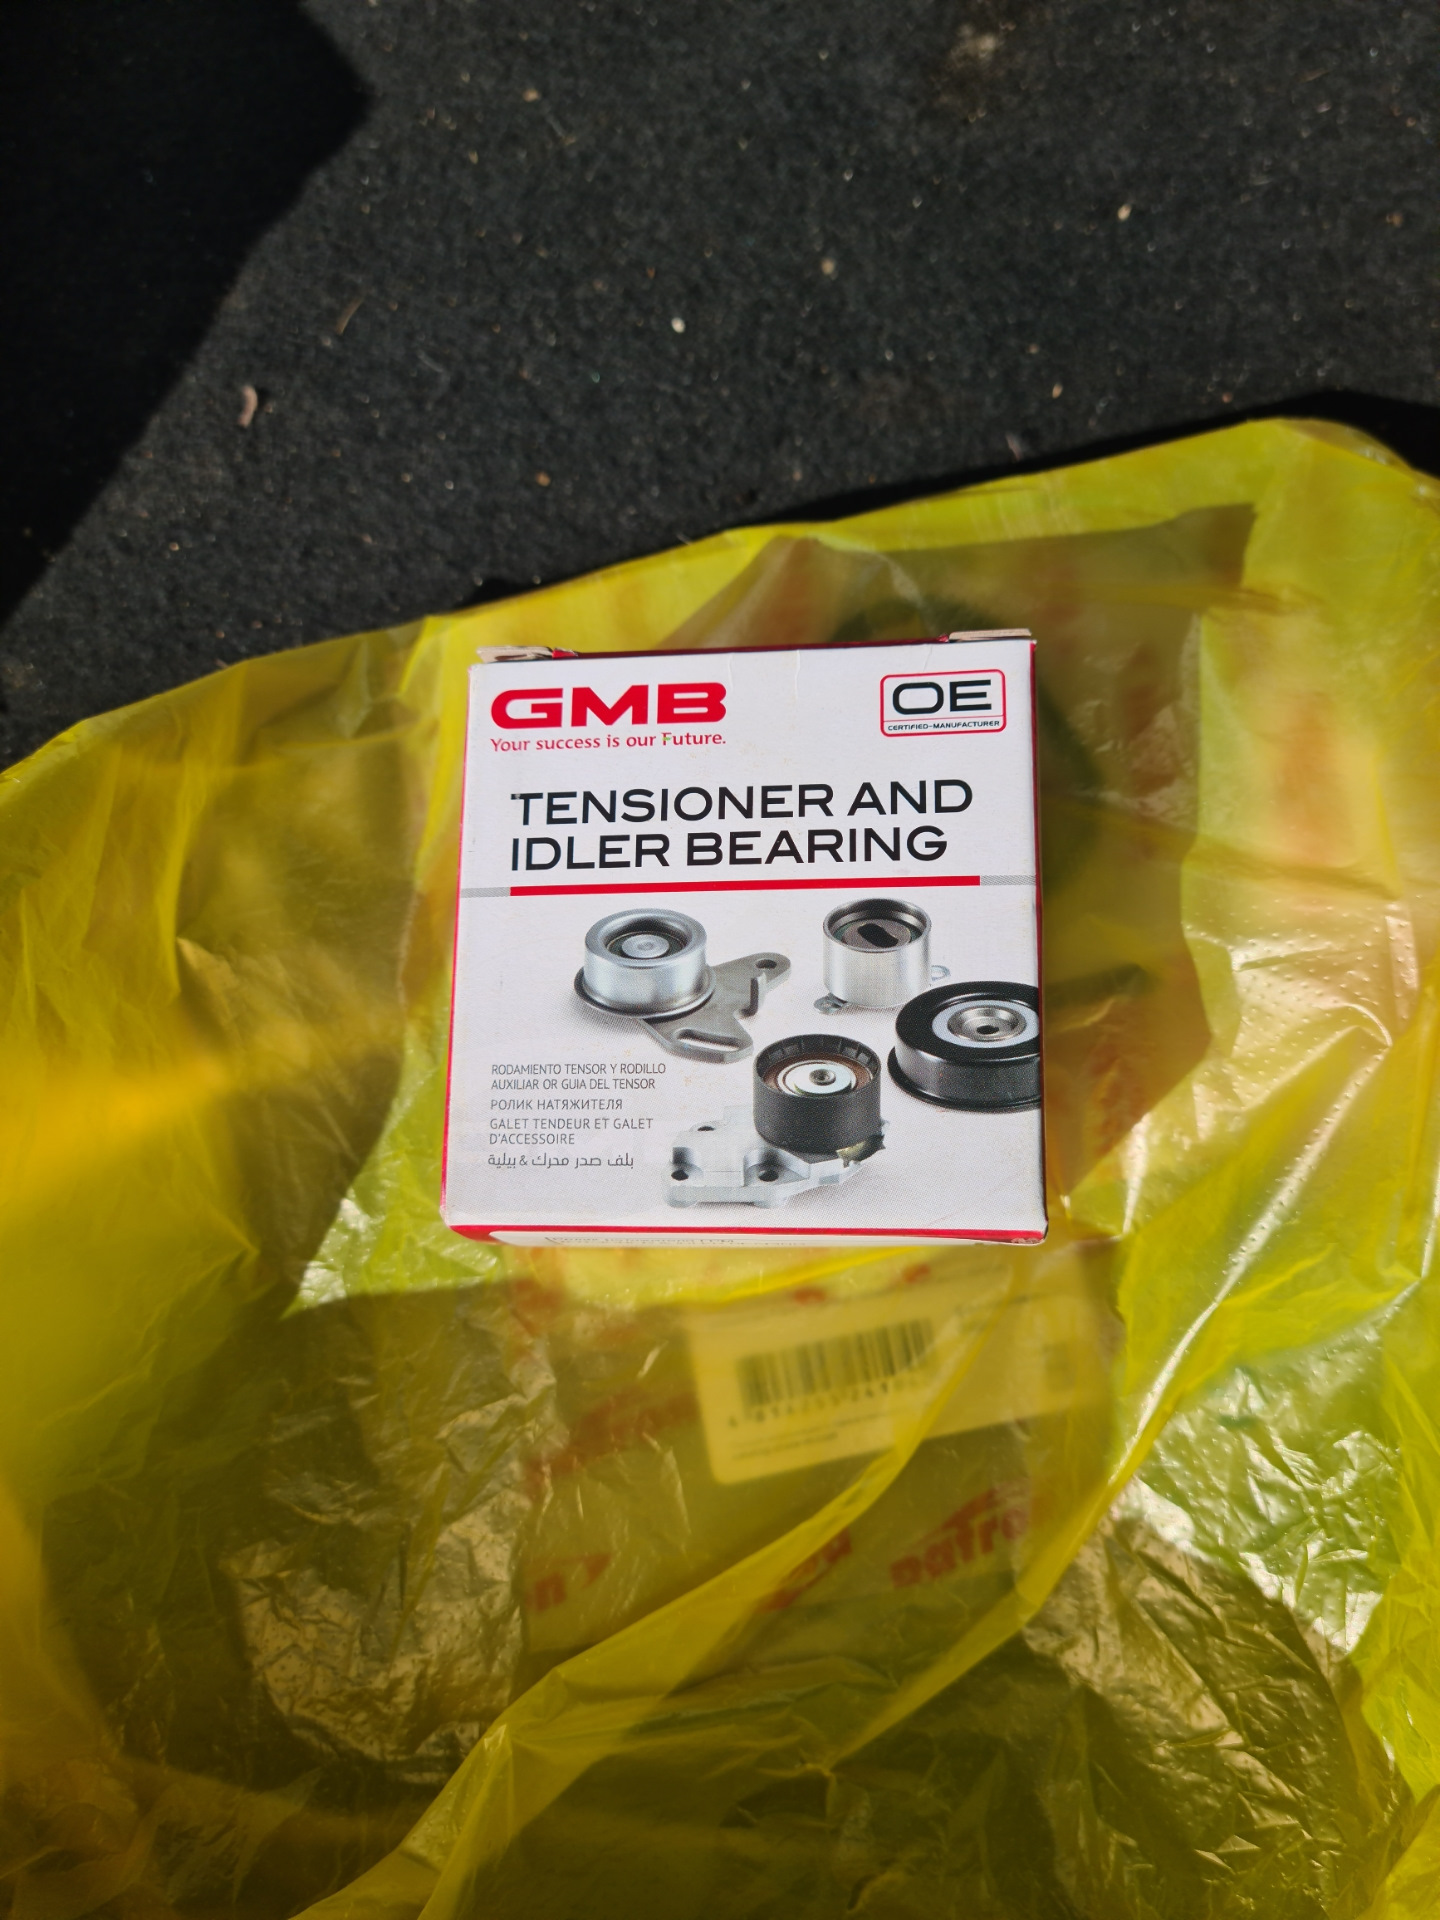 GMB
Your success is our Future.
OE
CERTIFIED-MANUFACTURER
TENSIONER AND
IDLER BEARING
RODAMIENTO TENSOR Y RODILLO
AUXILIAR OR GUIA DEL TENSOR
РОЛИК НАТЯЖИТЕЛЯ
GALET TENDEUR ET GALET
D'ACCESSOIRE
بلف صدر محرك & بيلية